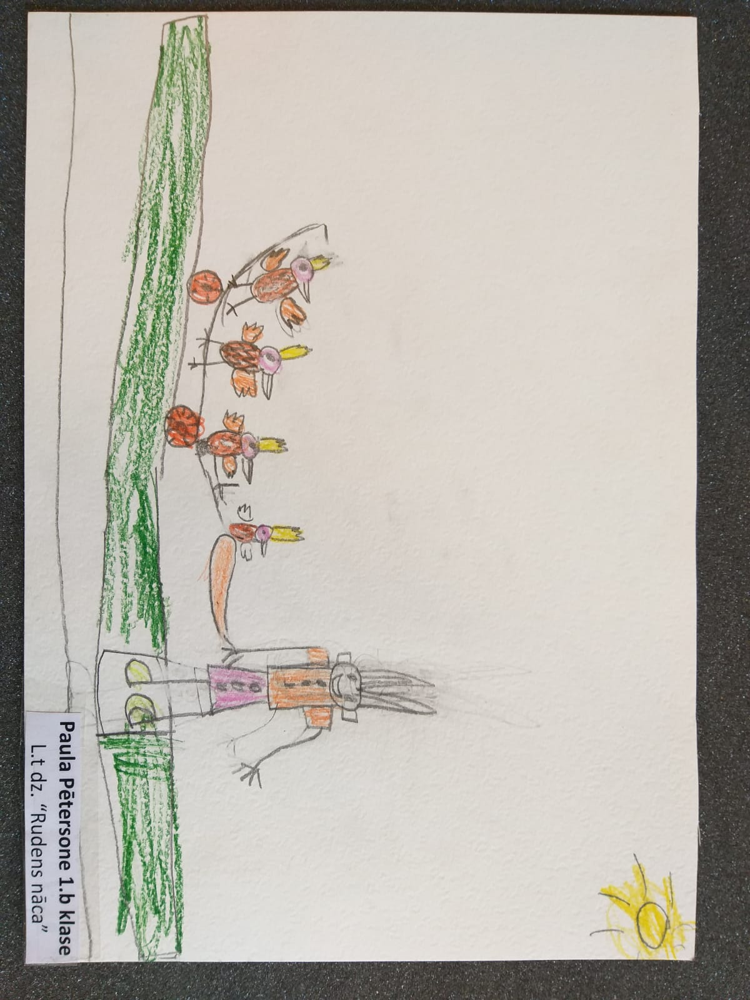 Paula Pētersone 1.b klase
L.t dz. “Rudens nāca”